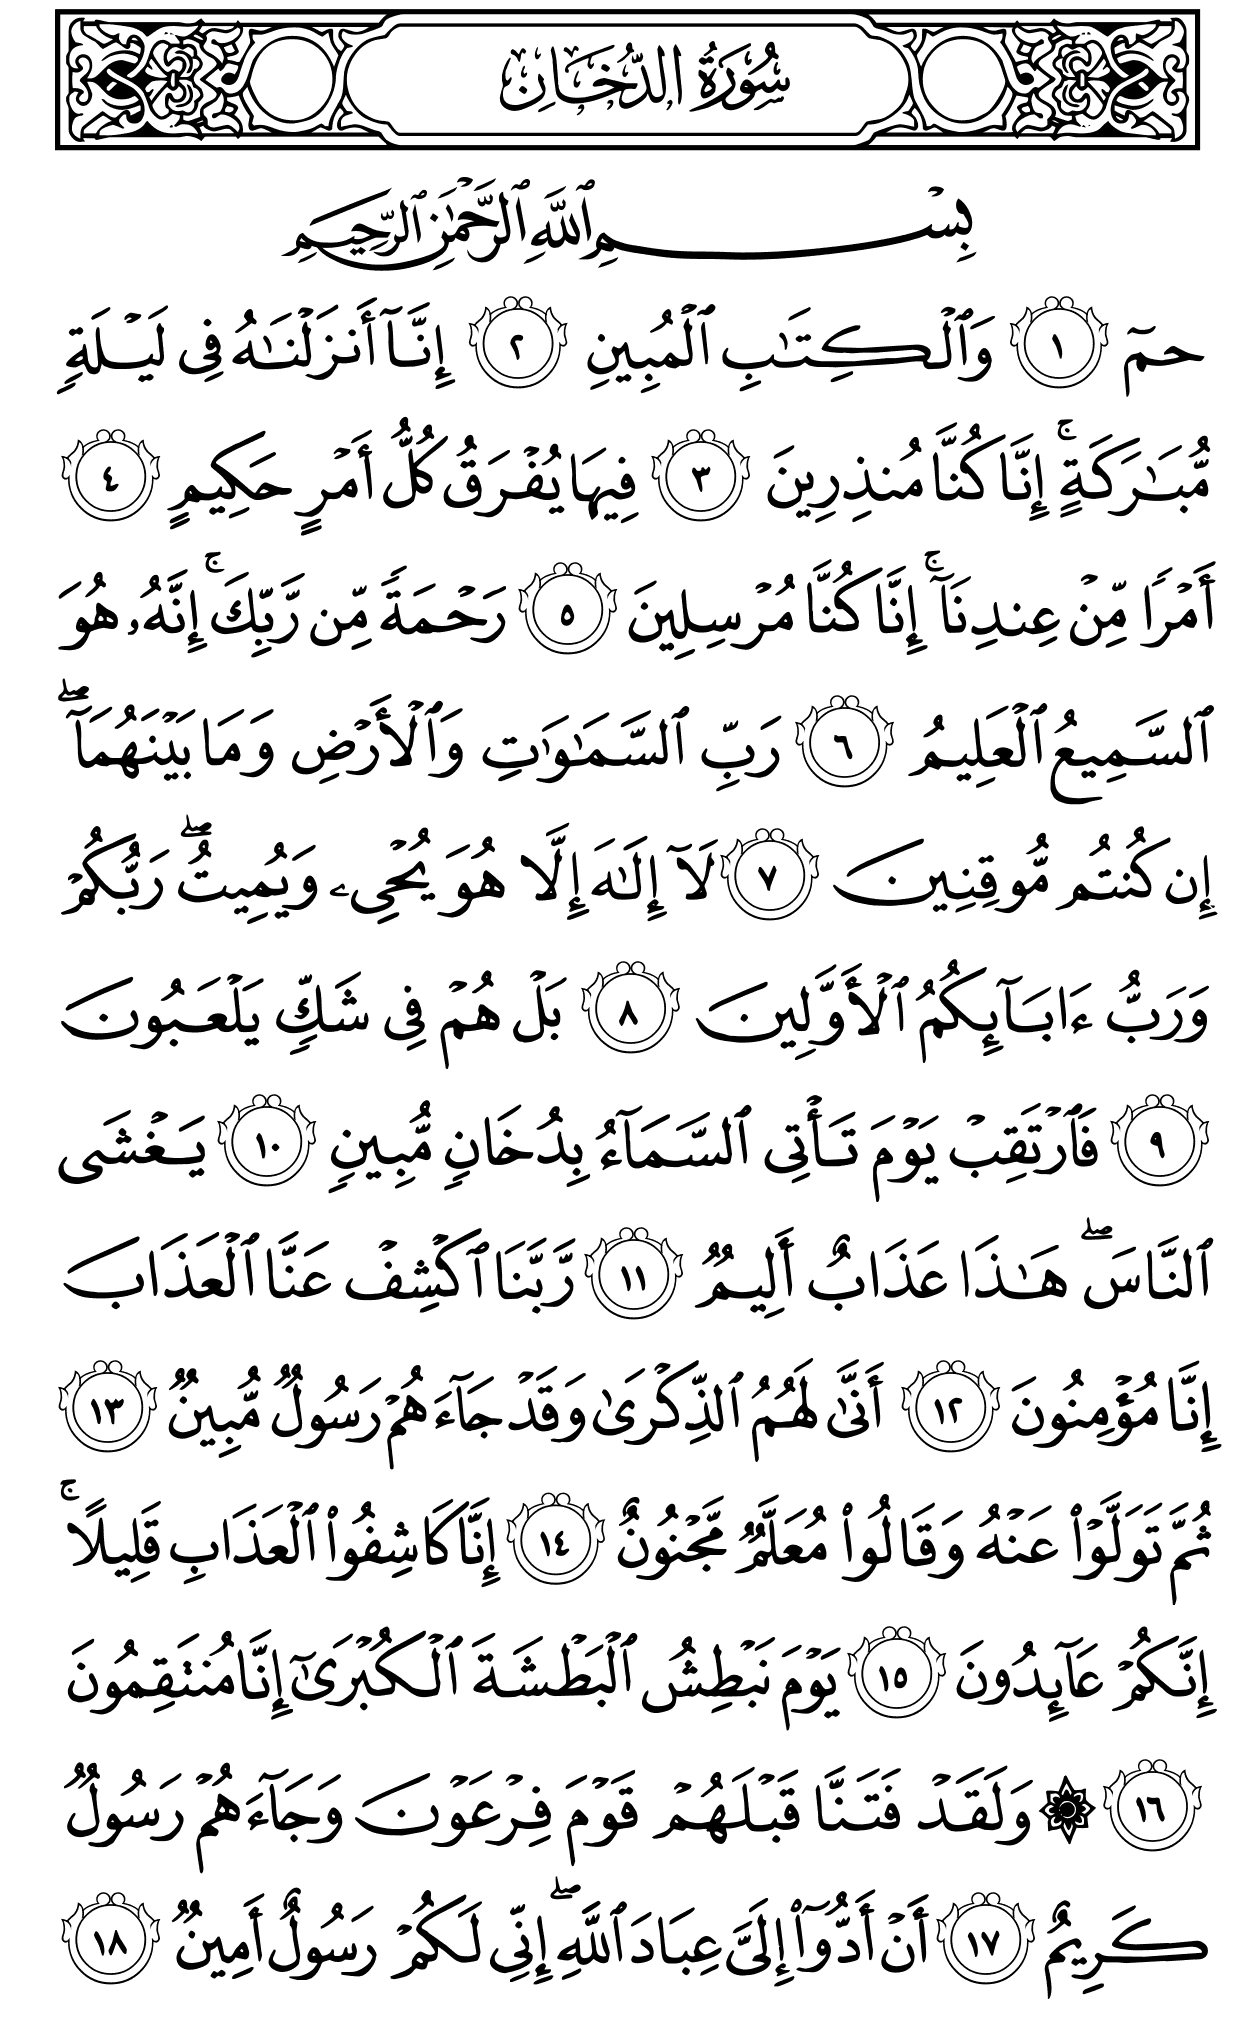 سُورَةُ الدُّخَانِ
بِسْمِ ٱللَّهِ ٱلرَّحْمَٰنِ ٱلرَّحِيمِ
حمٓ ١ وَٱلْكِتَٰبِ ٱلْمُبِينِ ٢ إِنَّآ أَنزَلْنَٰهُ فِى لَيْلَةٍ
مُّبَٰرَكَةٍ ۚ إِنَّا كُنَّا مُنذِرِينَ ٣ فِيهَا يُفْرَقُ كُلُّ أَمْرٍ حَكِيمٍ ٤
أَمْرًا مِّنْ عِندِنَآ ۚ إِنَّا كُنَّا مُرْسِلِينَ ٥ رَحْمَةً مِّن رَّبِّكَ ۚ إِنَّهُۥ هُوَ
ٱلسَّمِيعُ ٱلْعَلِيمُ ٦ رَبِّ ٱلسَّمَٰوَٰتِ وَٱلْأَرْضِ وَمَا بَيْنَهُمَآ ۖ
إِن كُنتُم مُّوقِنِينَ ٧ لَآ إِلَٰهَ إِلَّا هُوَ يُحْىِۦ وَيُمِيتُ ۖ رَبُّكُمْ
وَرَبُّ ءَابَآئِكُمُ ٱلْأَوَّلِينَ ٨ بَلْ هُمْ فِى شَكٍّ يَلْعَبُونَ
٩ فَٱرْتَقِبْ يَوْمَ تَأْتِى ٱلسَّمَآءُ بِدُخَانٍ مُّبِينٍ ١٠ يَغْشَى
ٱلنَّاسَ ۖ هَٰذَا عَذَابٌ أَلِيمٌ ١١ رَّبَّنَا ٱكْشِفْ عَنَّا ٱلْعَذَابَ
إِنَّا مُؤْمِنُونَ ١٢ أَنَّىٰ لَهُمُ ٱلذِّكْرَىٰ وَقَدْ جَآءَهُمْ رَسُولٌ مُّبِينٌ ١٣
ثُمَّ تَوَلَّوْا۟ عَنْهُ وَقَالُوا۟ مُعَلَّمٌ مَّجْنُونٌ ١٤ إِنَّا كَاشِفُوا۟ ٱلْعَذَابِ قَلِيلًا ۚ
إِنَّكُمْ عَآئِدُونَ ١٥ يَوْمَ نَبْطِشُ ٱلْبَطْشَةَ ٱلْكُبْرَىٰٓ إِنَّا مُنتَقِمُونَ
١٦ ۞ وَلَقَدْ فَتَنَّا قَبْلَهُمْ قَوْمَ فِرْعَوْنَ وَجَآءَهُمْ رَسُولٌ
كَرِيمٌ ١٧ أَنْ أَدُّوٓا۟ إِلَىَّ عِبَادَ ٱللَّهِ ۖ إِنِّى لَكُمْ رَسُولٌ أَمِينٌ ١٨